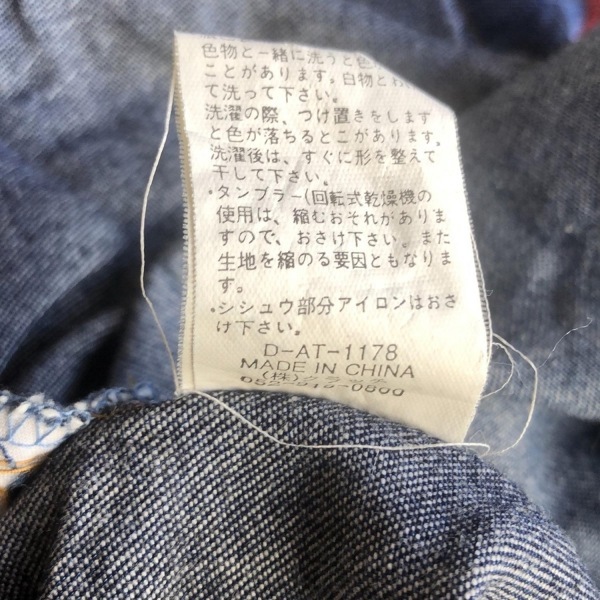 色物と一緒に洗うと色
ことがあります。白物とわけ
て洗って下さい。
洗濯の際、つけ置きをします
と色が落ちるとこがあります。
洗濯後は、すぐに形を整えて
干して下さい。
・タンブラー(回転式乾燥機の
使用は、縮むおそれがありま
すので、おさけ下さい。また
生地を縮のる要因ともなりま
す。
・シシュウ部分アイロンはおさ
け下さい。
D-AT-1178
MADE IN CHINA
(株)